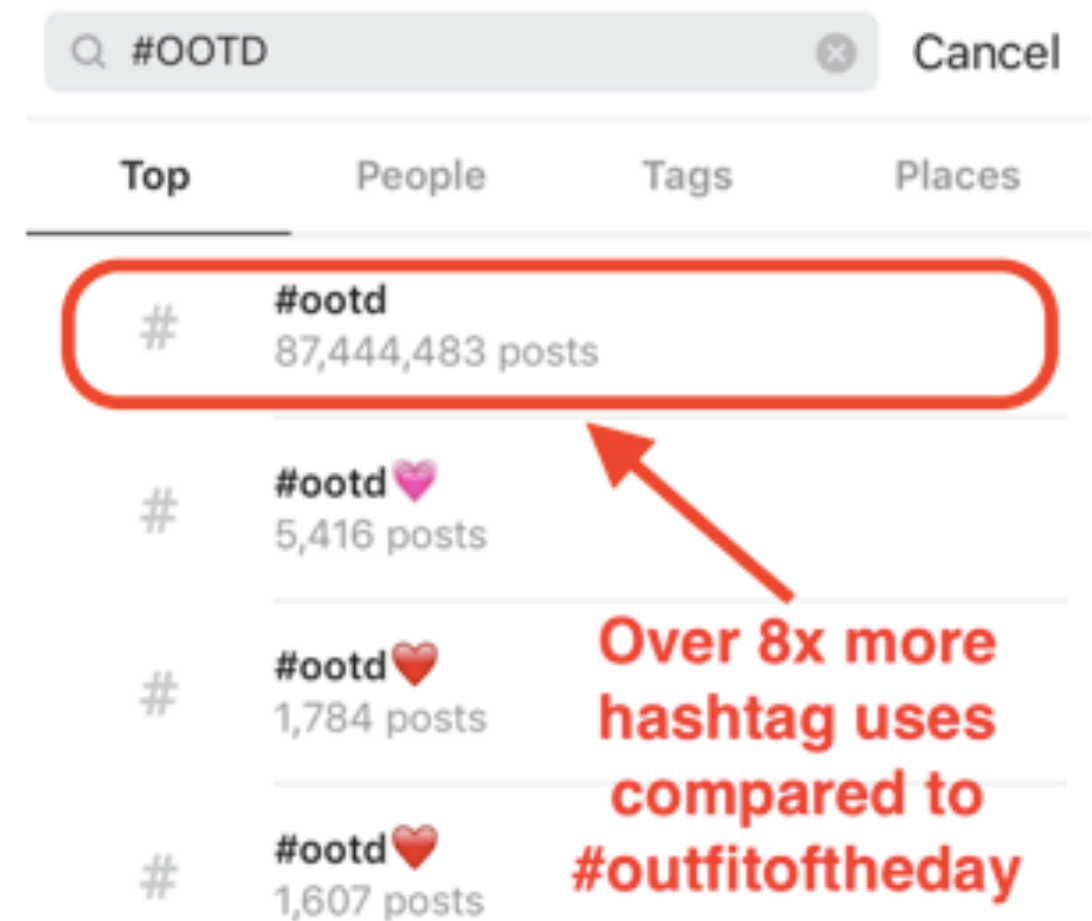 #OOTD Cancel
Top People Tags Places
# #ootd
87,444,483 posts
# #ootd💗
5,416 posts
# #ootd❤️
1,784 posts
# #ootd❤️
1,607 posts
Over 8x more
hashtag uses
compared to
#outfitoftheday